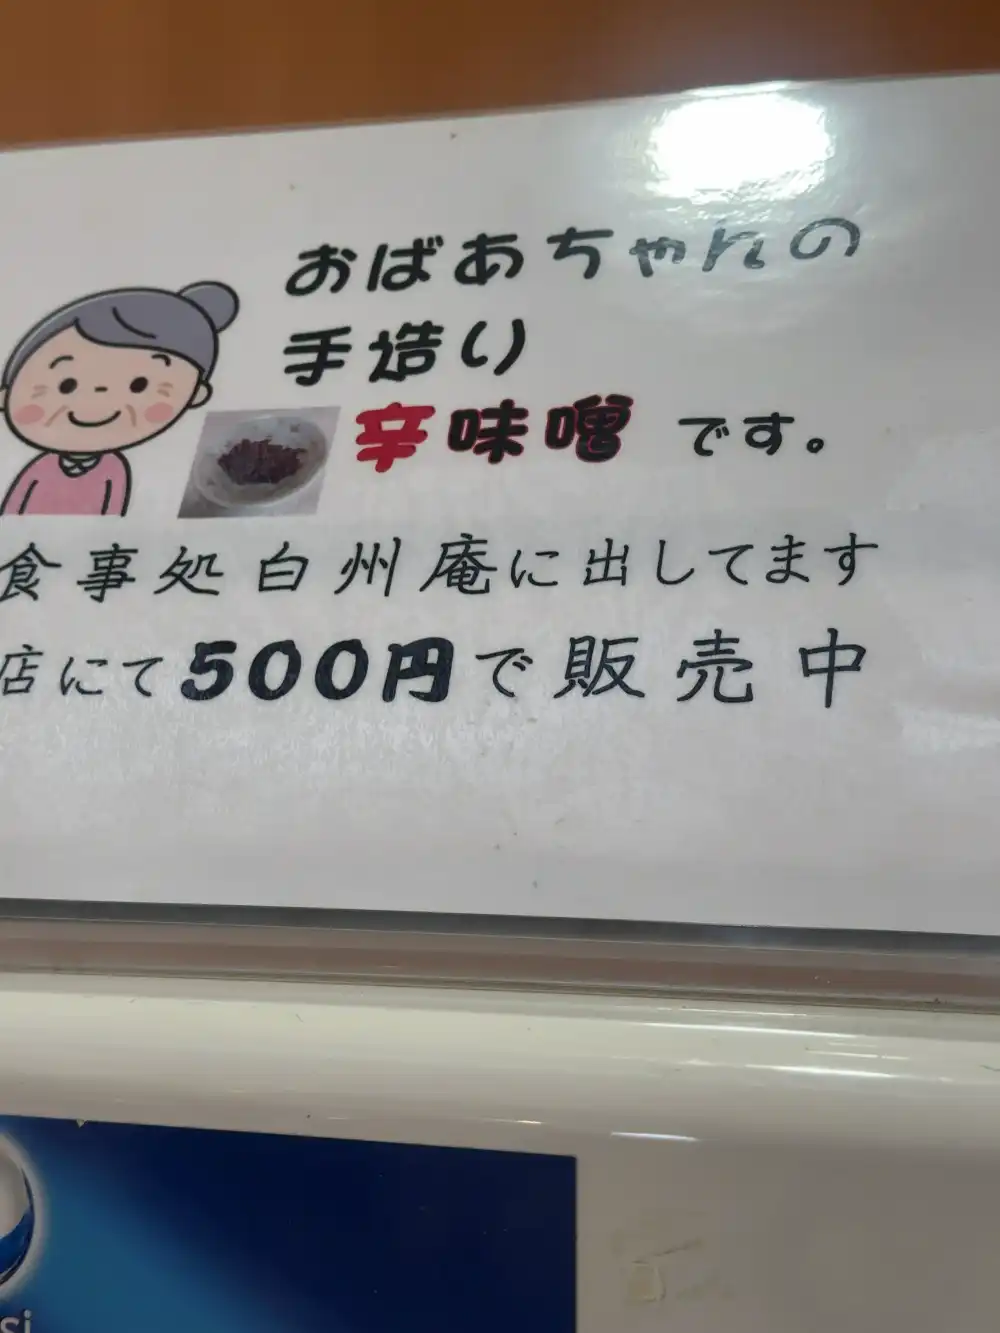 おばあちゃんの
手造り
辛味噌 です。
食事処白州庵に出してます
店にて500円で販売中
si